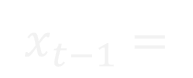 x_{t-1} =